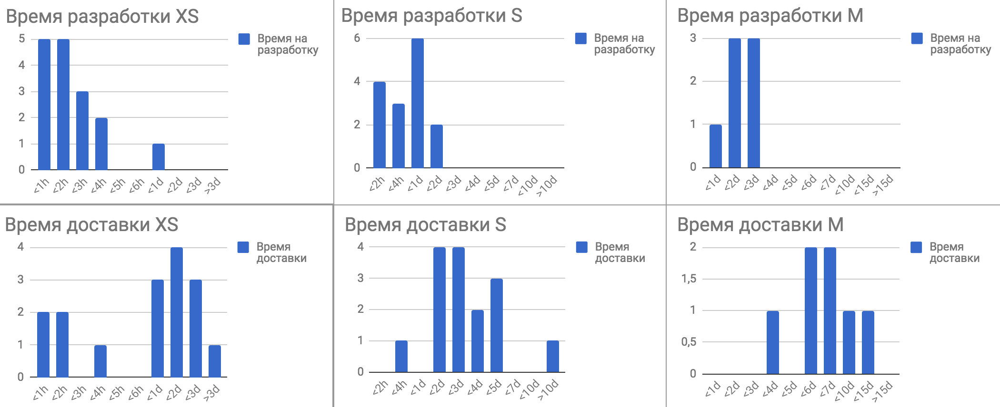 Время разработки XS
5
4
3
2
1
0
<1h
<2h
<3h
<4h
<5h
<6h
<1d
<2d
<3d
>3d
Время на
разработку
Время разработки S
6
4
2
0
<2h
<4h
<1d
<2d
<3d
<4d
<5d
<7d
<10d
>10d
Время на
разработку
Время разработки M
3
2
1
0
<1d
<2d
<3d
<4d
<5d
<6d
<7d
<10d
<15d
>15d
Время на
разработку
Время доставки XS
4
3
2
1
0
<1h
<2h
<3h
<4h
<5h
<6h
<1d
<2d
<3d
>3d
Время
доставки
Время доставки S
4
3
2
1
0
<2h
<4h
<1d
<2d
<3d
<4d
<5d
<7d
<10d
>10d
Время
доставки
Время доставки M
2
1,5
1
0,5
0
<1d
<2d
<3d
<4d
<5d
<6d
<7d
<10d
<15d
>15d
Время
доставки